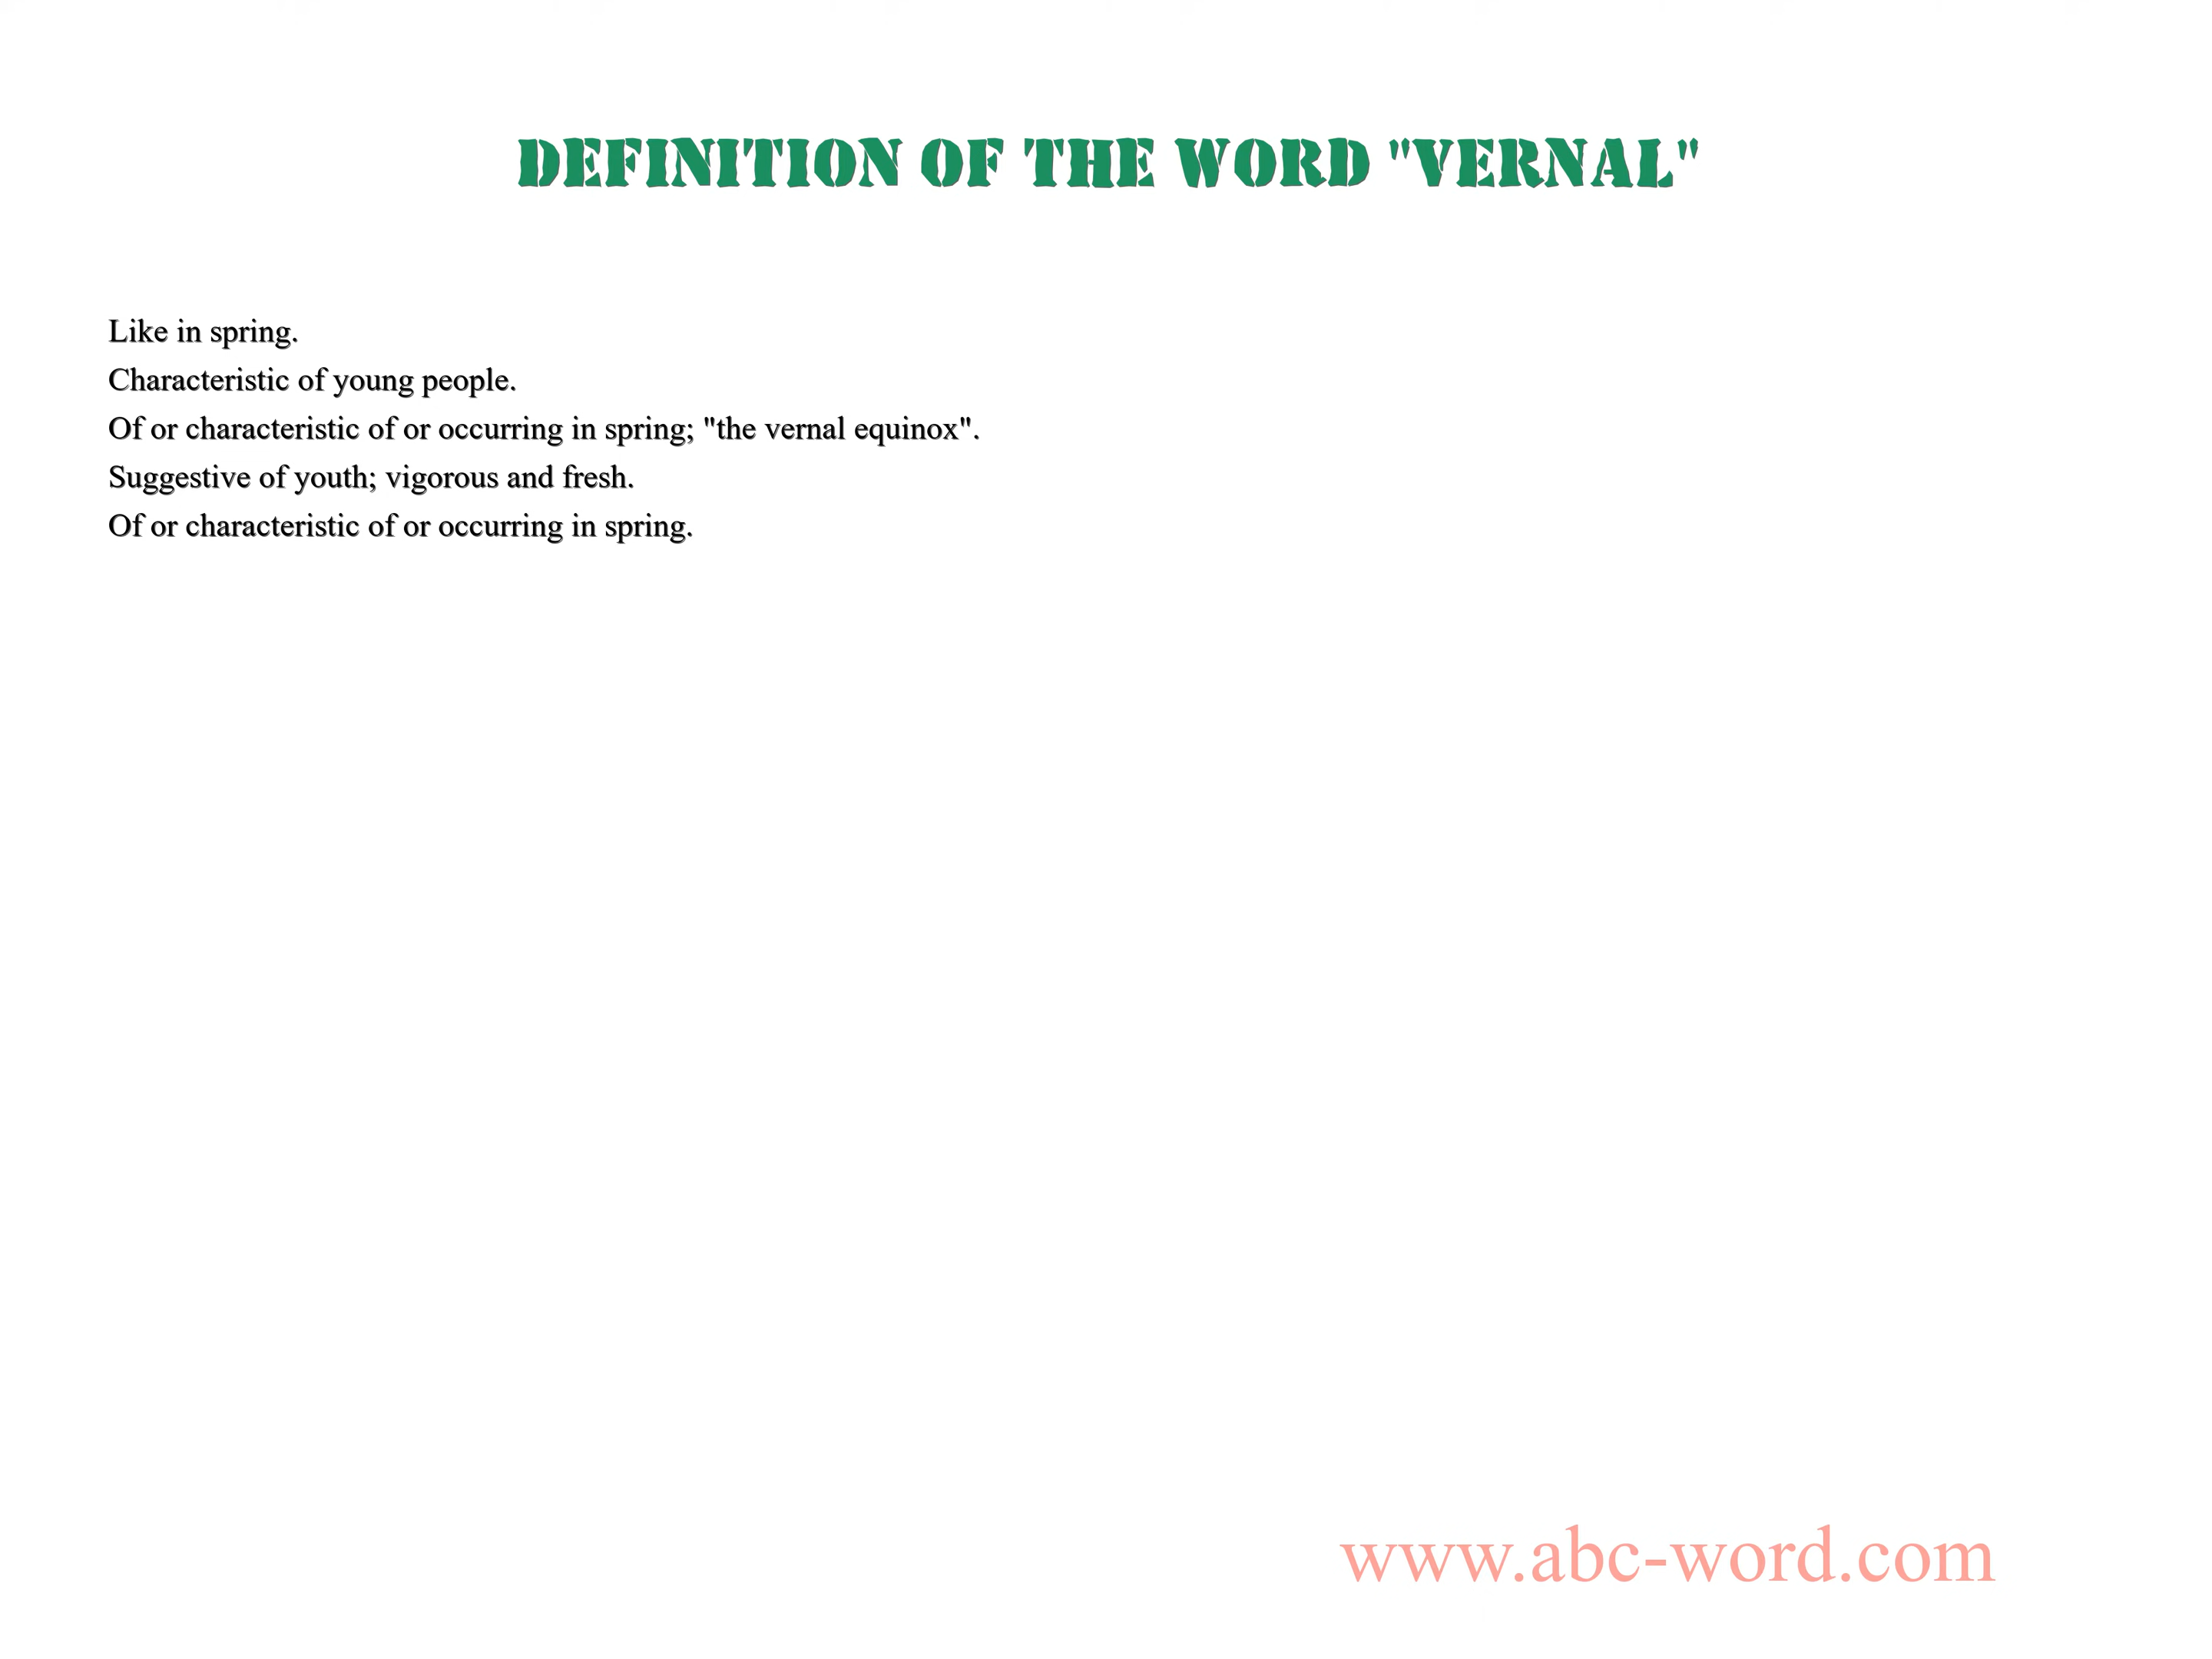 DEFINITION OF THE WORD "VERNAL"
Like in spring.
Characteristic of young people.
Of or characteristic of or occurring in spring; "the vernal equinox".
Suggestive of youth; vigorous and fresh.
Of or characteristic of or occurring in spring.
www.abc-word.com